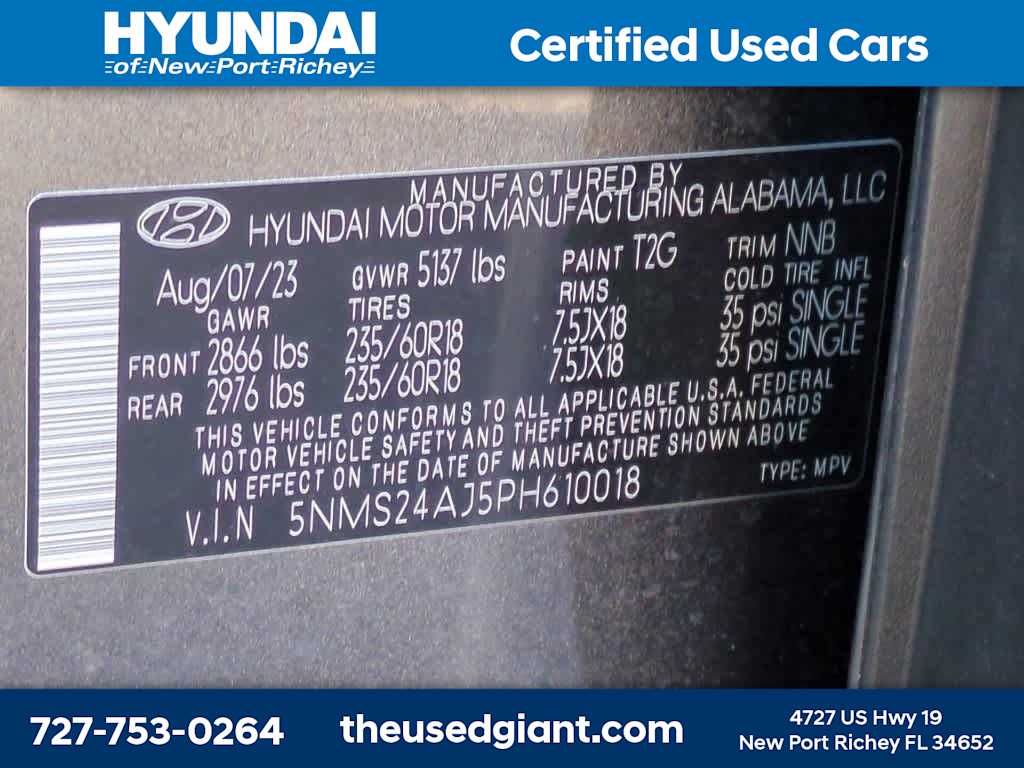 HYUNDAI
of New Port Richey
Certified Used Cars
MANUFACTURED BY
HYUNDAI MOTOR MANUFACTURING ALABAMA, LLC
Aug/07/23 GVWR 5137 lbs PAINT T2G TRIM NNB
GAWR TIRES RIMS COLD TIRE INFL
FRONT 2866 lbs 235/60R18 7.5JX18 35 psi SINGLE
REAR 2976 lbs 235/60R18 7.5JX18 35 psi SINGLE
THIS VEHICLE CONFORMS TO ALL APPLICABLE U.S.A. FEDERAL
MOTOR VEHICLE SAFETY AND THEFT PREVENTION STANDARDS
IN EFFECT ON THE DATE OF MANUFACTURE SHOWN ABOVE
V.I.N 5NMS24AJ5PH610018 TYPE: MPV
727-753-0264
theusedgiant.com
4727 US Hwy 19
New Port Richey FL 34652